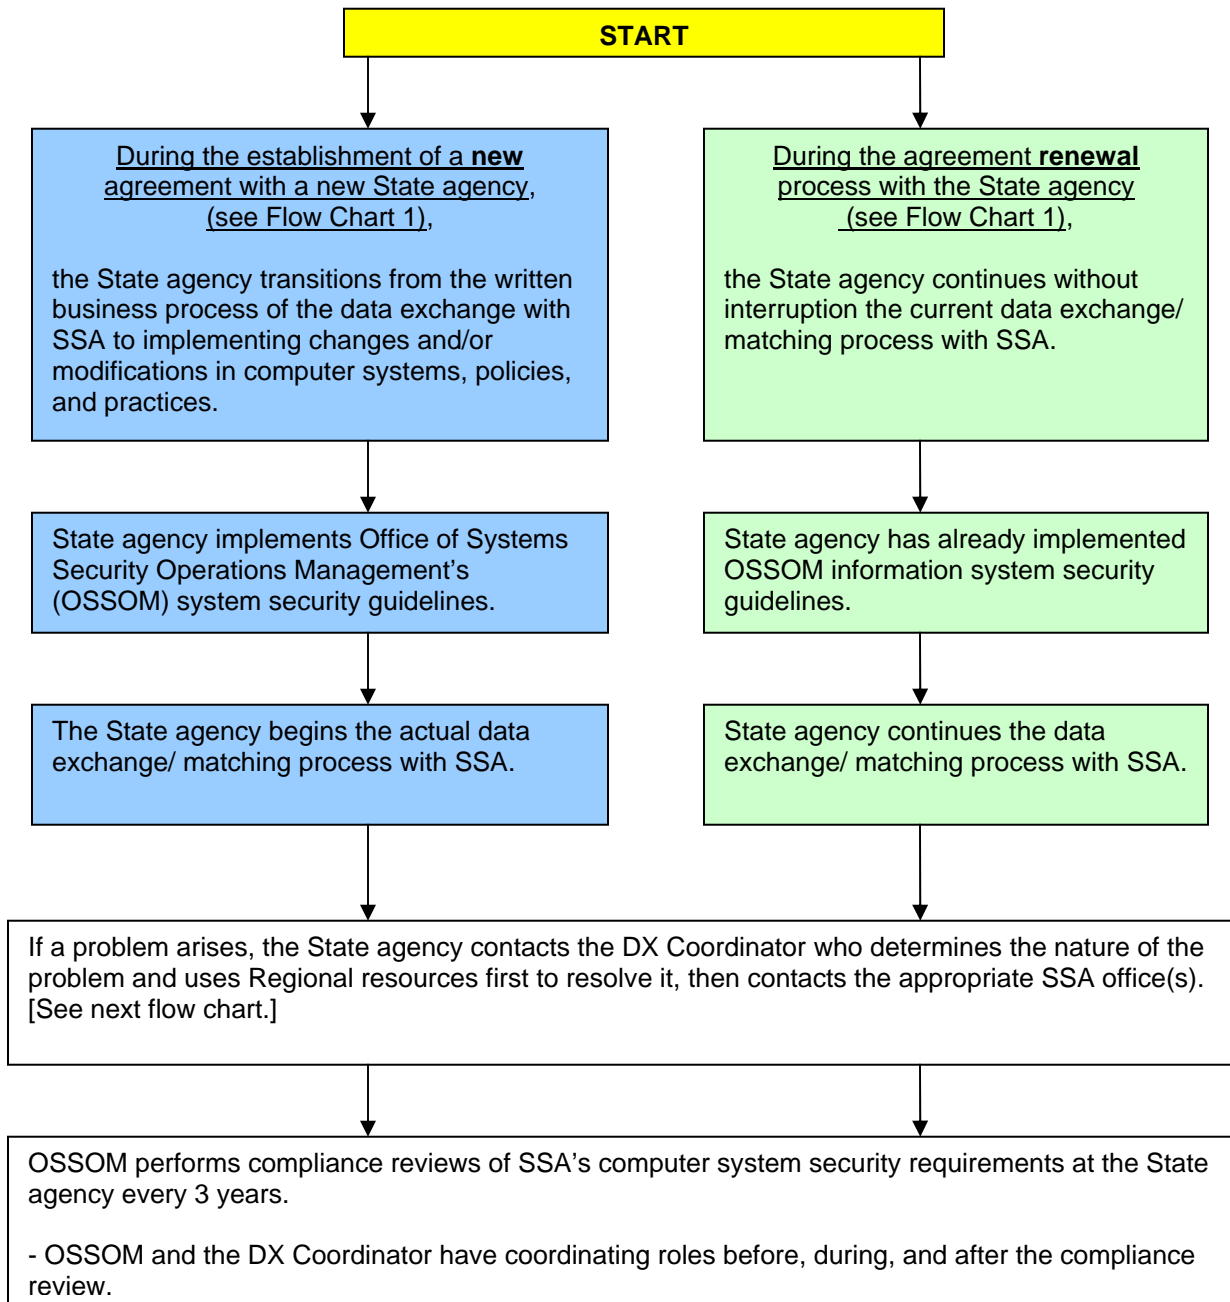 START
During the establishment of a new
agreement with a new State agency,
(see Flow Chart 1),
the State agency transitions from the written
business process of the data exchange with
SSA to implementing changes and/or
modifications in computer systems, policies,
and practices.
During the agreement renewal
process with the State agency
(see Flow Chart 1),
the State agency continues without
interruption the current data exchange/
matching process with SSA.
State agency implements Office of Systems
Security Operations Management's
(OSSOM) system security guidelines.
State agency has already implemented
OSSOM information system security
guidelines.
The State agency begins the actual data
exchange/ matching process with SSA.
State agency continues the data
exchange/ matching process with SSA.
If a problem arises, the State agency contacts the DX Coordinator who determines the nature of the
problem and uses Regional resources first to resolve it, then contacts the appropriate SSA office(s).
[See next flow chart.]
OSSOM performs compliance reviews of SSA's computer system security requirements at the State
agency every 3 years.
- OSSOM and the DX Coordinator have coordinating roles before, during, and after the compliance
review.